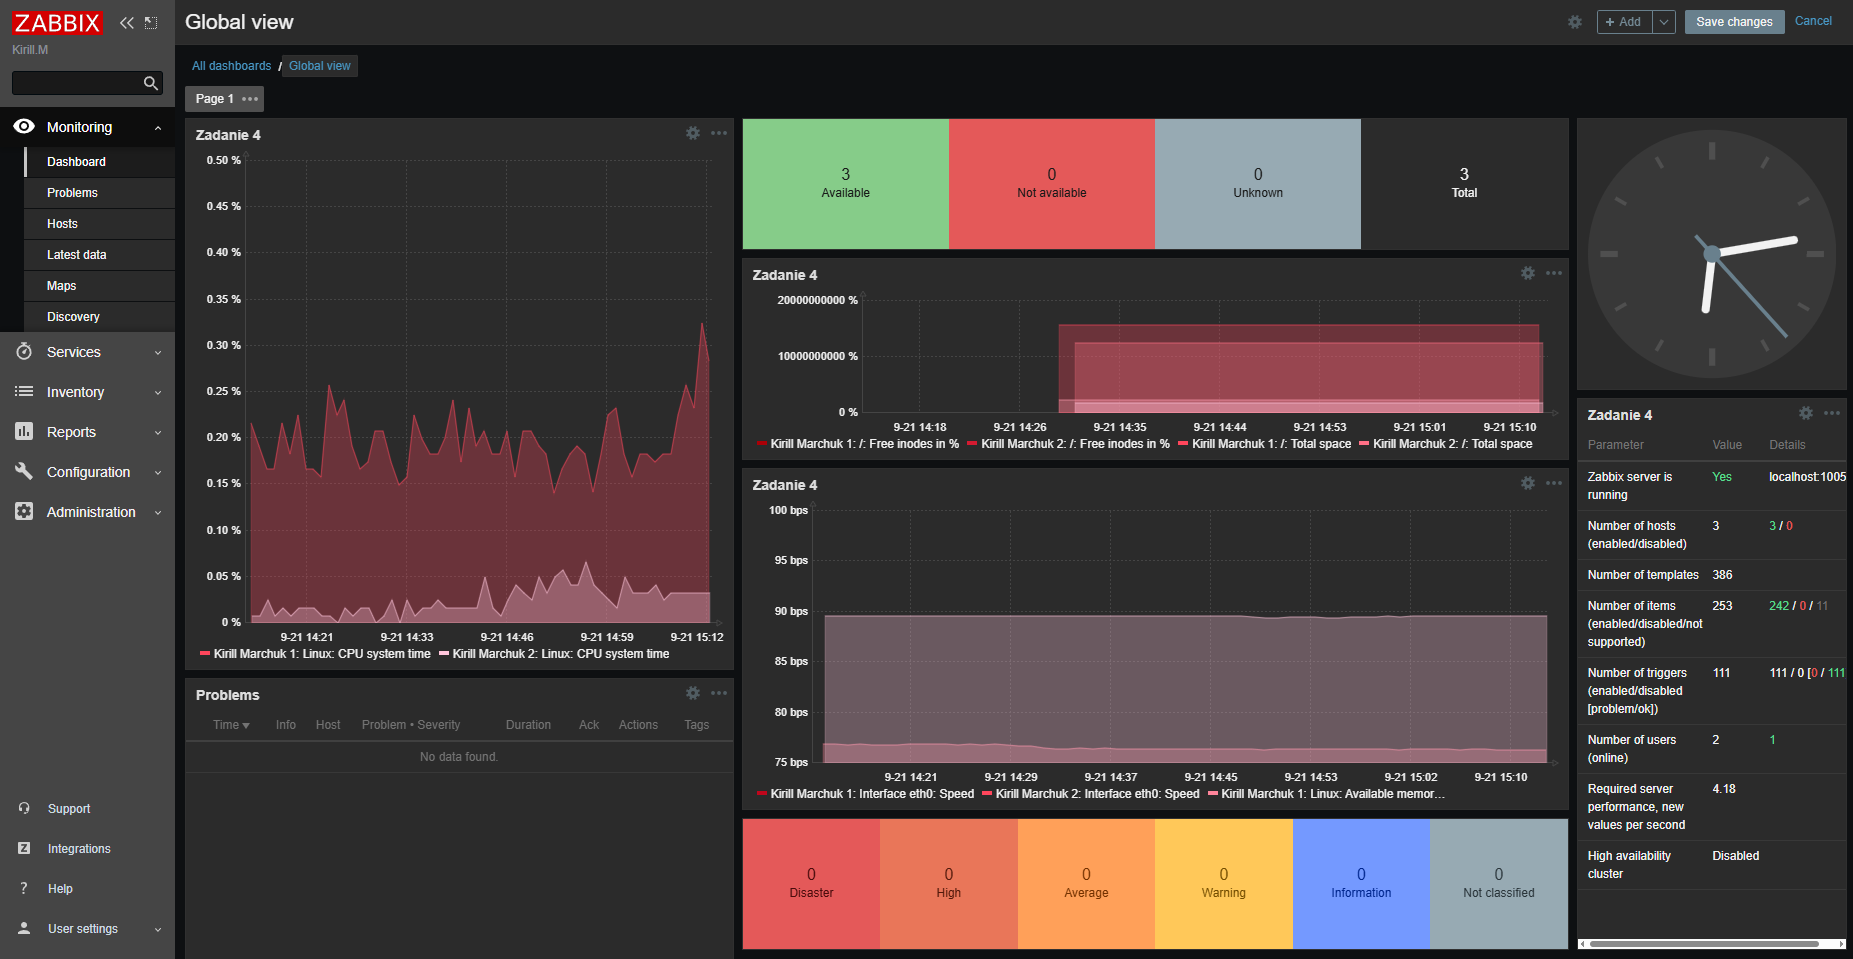 ZABBIX
Kirill.M
Monitoring
Dashboard
Problems
Hosts
Latest data
Maps
Discovery
Services
Inventory
Reports
Configuration
Administration
Support
Integrations
Help
User settings
Global view
+ Add
Save changes
Cancel
All dashboards / Global view
Page 1
Zadanie 4
0.50 %
0.45 %
0.40 %
0.35 %
0.30 %
0.25 %
0.20 %
0.15 %
0.10 %
0.05 %
0 %
9-21 14:21 9-21 14:33 9-21 14:46 9-21 14:59 9-21 15:12
Kirill Marchuk 1: Linux: CPU system time Kirill Marchuk 2: Linux: CPU system time
Problems
Time Info Host Problem • Severity Duration Ack Actions Tags
No data found.
3 0 0 3
Available Not available Unknown Total
Zadanie 4
20000000000 %
10000000000 %
0 %
9-21 14:18 9-21 14:26 9-21 14:35 9-21 14:44 9-21 14:53 9-21 15:01 9-21 15:10
Kirill Marchuk 1: /: Free inodes in % Kirill Marchuk 2: /: Free inodes in % Kirill Marchuk 1: /: Total space Kirill Marchuk 2: /: Total space
Zadanie 4
100 bps
95 bps
90 bps
85 bps
80 bps
75 bps
9-21 14:21 9-21 14:29 9-21 14:37 9-21 14:45 9-21 14:53 9-21 15:02 9-21 15:10
Kirill Marchuk 1: Interface eth0: Speed Kirill Marchuk 2: Interface eth0: Speed Kirill Marchuk 1: Linux: Available memor...
0 0 0 0 0 0
Disaster High Average Warning Information Not classified
Zadanie 4
Parameter Value Details
Zabbix server is Yes localhost:1005
running
Number of hosts 3 3 / 0
(enabled/disabled)
Number of templates 386
Number of items 253 242 / 0 / 11
(enabled/disabled/not
supported)
Number of triggers 111 111 / 0 [0 / 111
(enabled/disabled
[problem/ok])
Number of users 2 1
(online)
Required server 4.18
performance, new
values per second
High availability Disabled
cluster